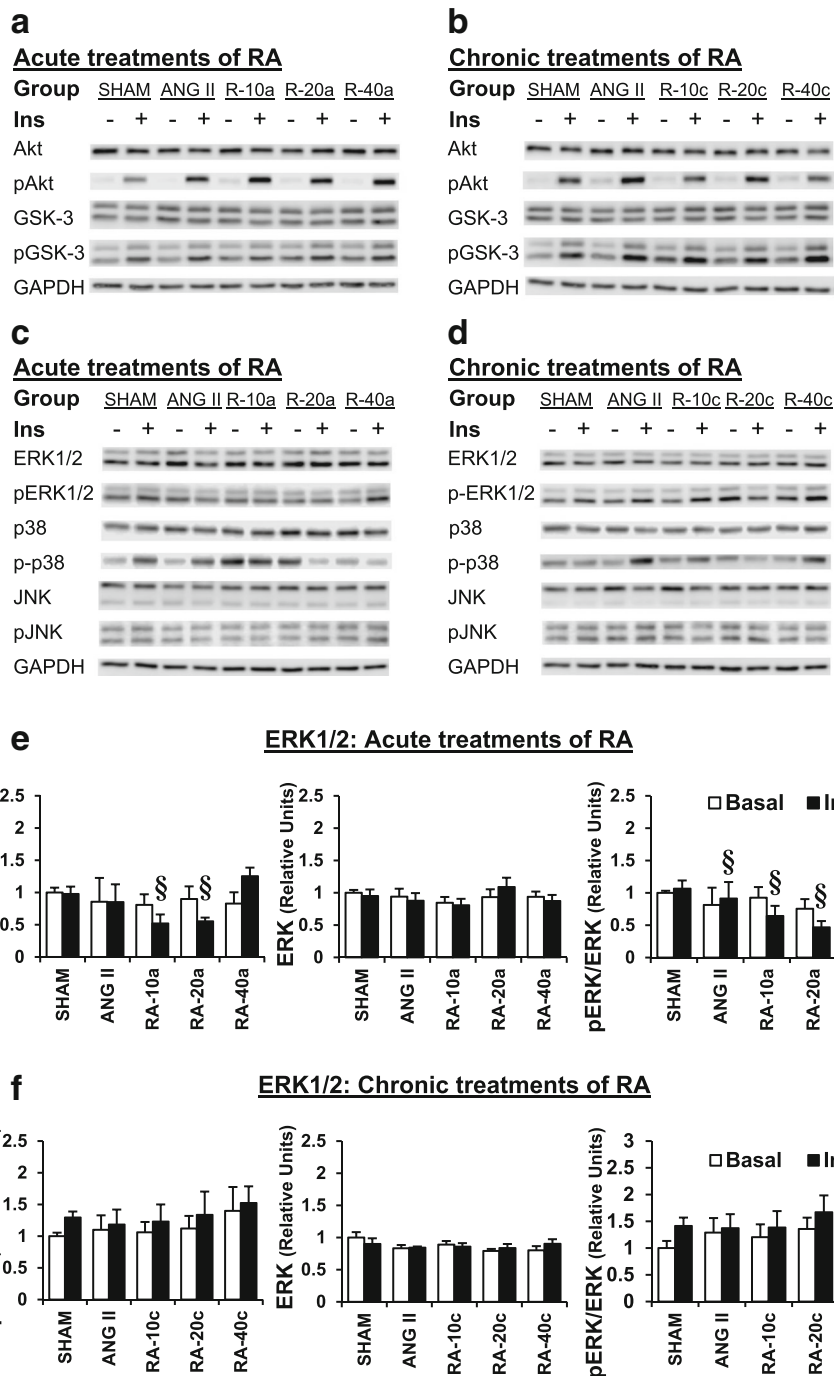 a
Acute treatments of RA
Group SHAM ANG II R-10a R-20a R-40a
Ins - + - + - + - + - +
Akt
pAkt
GSK-3
pGSK-3
GAPDH
b
Chronic treatments of RA
Group SHAM ANG II R-10c R-20c R-40c
Ins - + - + - + - + - +
Akt
pAkt
GSK-3
pGSK-3
GAPDH
c
Acute treatments of RA
Group SHAM ANG II R-10a R-20a R-40a
Ins - + - + - + - + - +
ERK1/2
pERK1/2
p38
p-p38
JNK
pJNK
GAPDH
d
Chronic treatments of RA
Group SHAM ANG II R-10c R-20c R-40c
Ins - + - + - + - + - +
ERK1/2
p-ERK1/2
p38
p-p38
JNK
pJNK
GAPDH
e
ERK1/2: Acute treatments of RA
2.5
2
1.5
1
0.5
0
§ §
SHAM
ANG II
RA-10a
RA-20a
RA-40a
ERK (Relative Units)
2.5
2
1.5
1
0.5
0
SHAM
ANG II
RA-10a
RA-20a
RA-40a
pERK/ERK (Relative Units)
2.5
2
1.5
1
0.5
0
Basal
§ § §
SHAM
ANG II
RA-10a
RA-20a
f
ERK1/2: Chronic treatments of RA
2.5
2
1.5
1
0.5
0
SHAM
ANG II
RA-10c
RA-20c
RA-40c
ERK (Relative Units)
2.5
2
1.5
1
0.5
0
SHAM
ANG II
RA-10c
RA-20c
RA-40c
pERK/ERK (Relative Units)
3
2.5
2
1.5
1
0.5
0
Basal
SHAM
ANG II
RA-10c
RA-20c